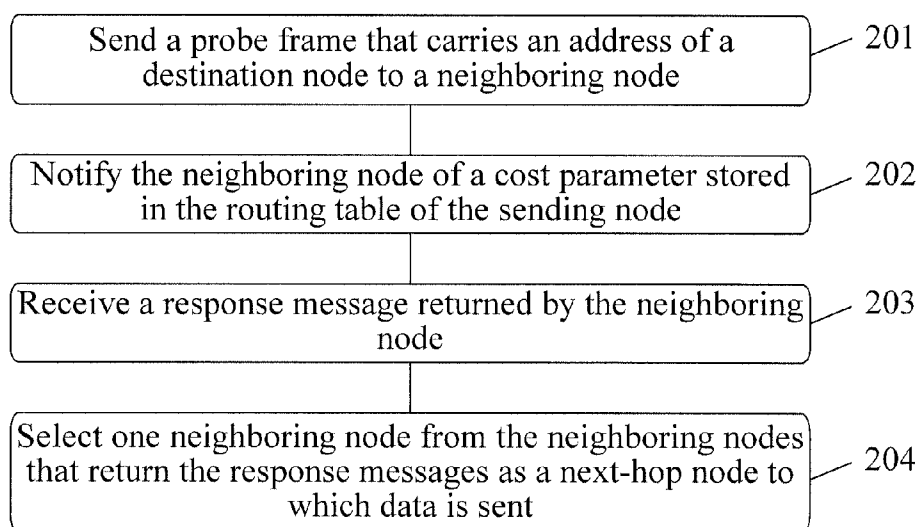 Send a probe frame that carries an address of a
destination node to a neighboring node
201
Notify the neighboring node of a cost parameter stored
in the routing table of the sending node
202
Receive a response message returned by the neighboring
node
203
Select one neighboring node from the neighboring nodes
that return the response messages as a next-hop node to
which data is sent
204